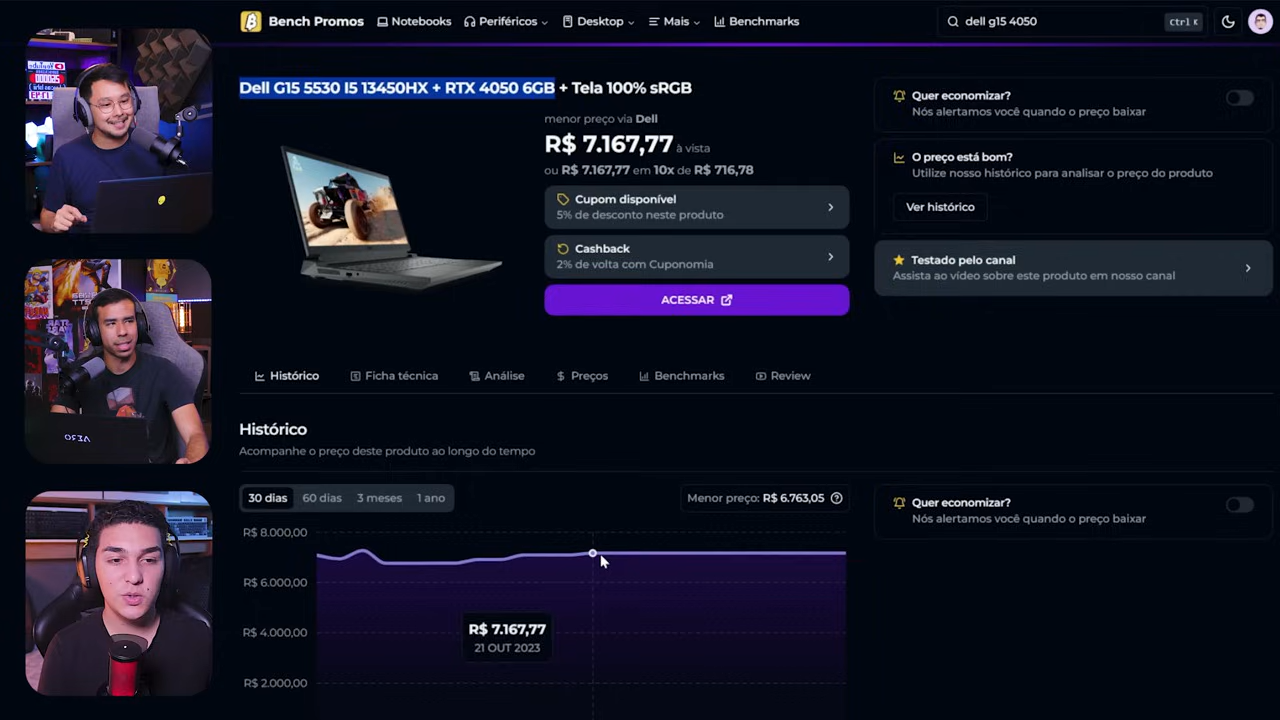 Bench Promos
Notebooks
Periféricos
Desktop
Mais
Benchmarks
dell g15 4050
Ctrl K
Dell G15 5530 I5 13450HX + RTX 4050 6GB + Tela 100% sRGB
menor preço via Dell
R$ 7.167,77 à vista
ou R$ 7.167,77 em 10x de R$ 716,78
Cupom disponível
5% de desconto neste produto
Cashback
2% de volta com Cuponomia
ACESSAR
Quer economizar?
Nós alertamos você quando o preço baixar
O preço está bom?
Utilize nosso histórico para analisar o preço do produto
Ver histórico
Testado pelo canal
Assista ao vídeo sobre este produto em nosso canal
Histórico
Ficha técnica
Análise
Preços
Benchmarks
Review
Histórico
Acompanhe o preço deste produto ao longo do tempo
30 dias
60 dias
3 meses
1 ano
Menor preço: R$ 6.763,05
Quer economizar?
Nós alertamos você quando o preço baixar
R$ 8.000,00
R$ 6.000,00
R$ 4.000,00
R$ 2.000,00
R$ 7.167,77
21 OUT 2023